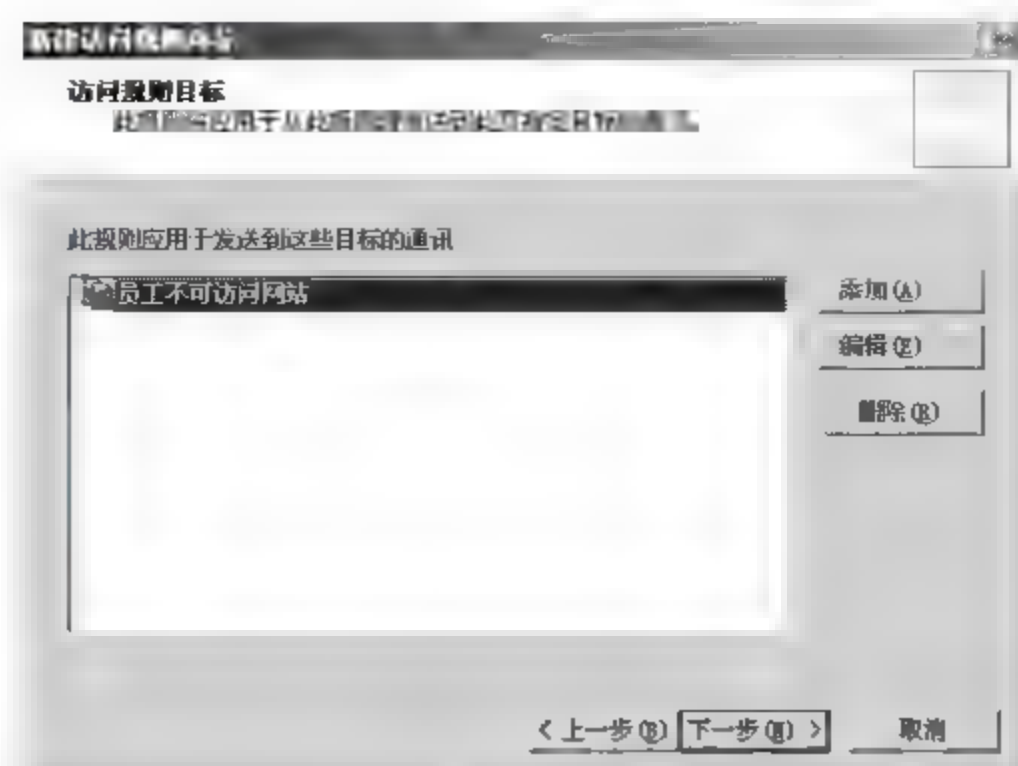 访问规则目标
此规则应用于发送到这些目标的通讯
员工不可访问网站
添加(A)
编辑(E)
删除(R)
< 上一步(B)
下一步(N) >
取消